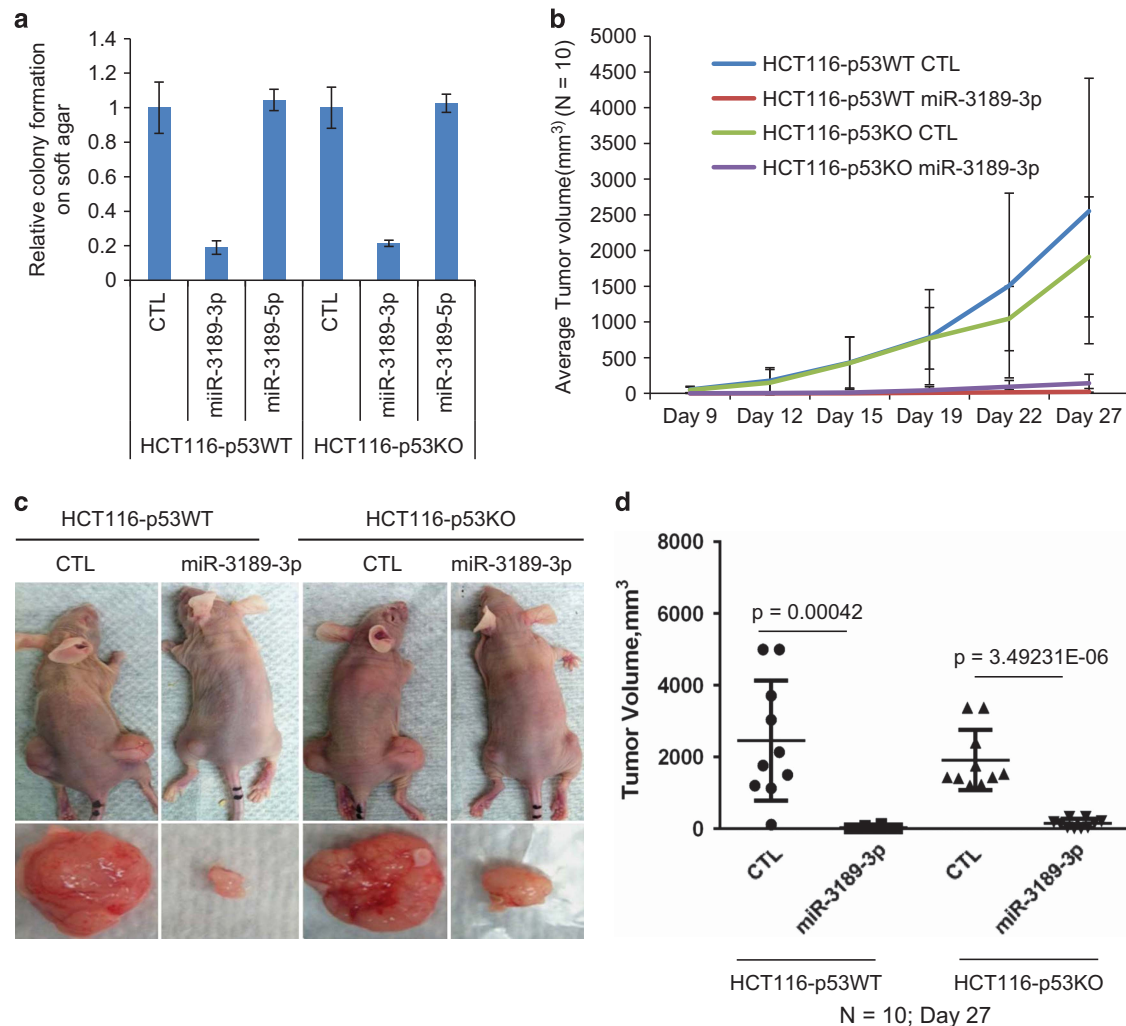 a
Relative colony formation
on soft agar
1.4
1.2
1
0.8
0.6
0.4
0.2
0
CTL
miiR-3189-3p
miR-3189-5p
CTL
miiR-3189-3p
miR-3189-5p
HCT116-p53WT
HCT116-p53KO
b
Average Tumor volume(mm3) (N = 10)
5000
4500
4000
3500
3000
2500
2000
1500
1000
500
0
HCT116-p53WT CTL
HCT116-p53WT miR-3189-3p
HCT116-p53KO CTL
HCT116-p53KO miR-3189-3p
Day 9
Day 12
Day 15
Day 19
Day 22
Day 27
c
HCT116-p53WT
HCT116-p53KO
CTL
miR-3189-3p
CTL
miR-3189-3p
d
Tumor Volume,mm3
8000
6000
4000
2000
0
p = 0.00042
p = 3.49231E-06
CTL
miR-3189-3p
CTL
miR-3189-3p
HCT116-p53WT
HCT116-p53KO
N = 10; Day 27